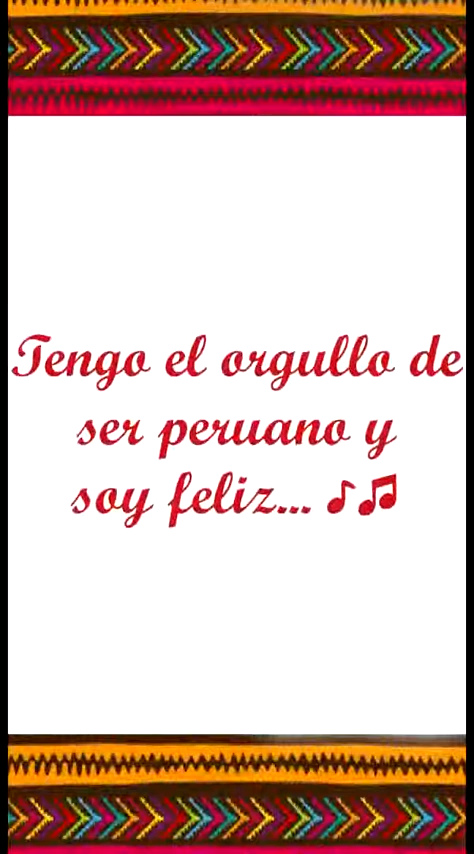 Tengo el orgullo de
ser peruano y
soy feliz... ♪♫